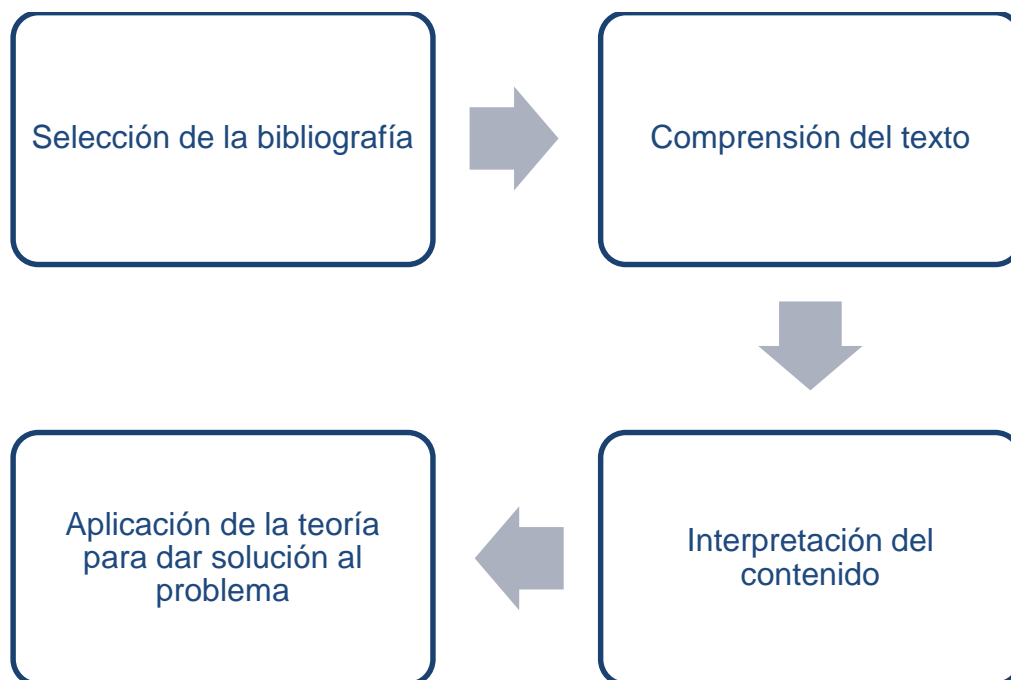 Selección de la bibliografía
Comprensión del texto
Interpretación del
contenido
Aplicación de la teoría
para dar solución al
problema